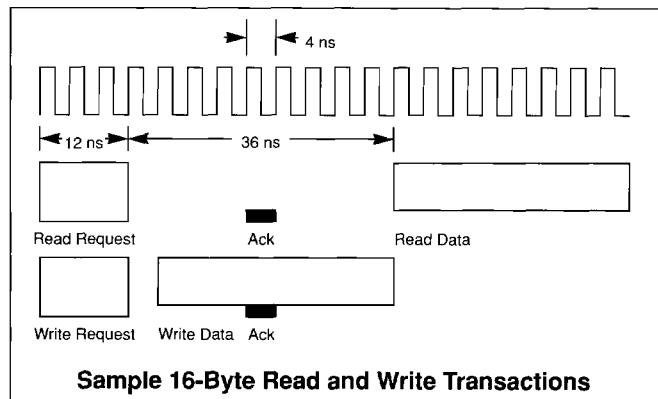 4 ns
12 ns
36 ns
Read Request
Ack
Read Data
Write Request
Write Data
Ack
Sample 16-Byte Read and Write Transactions